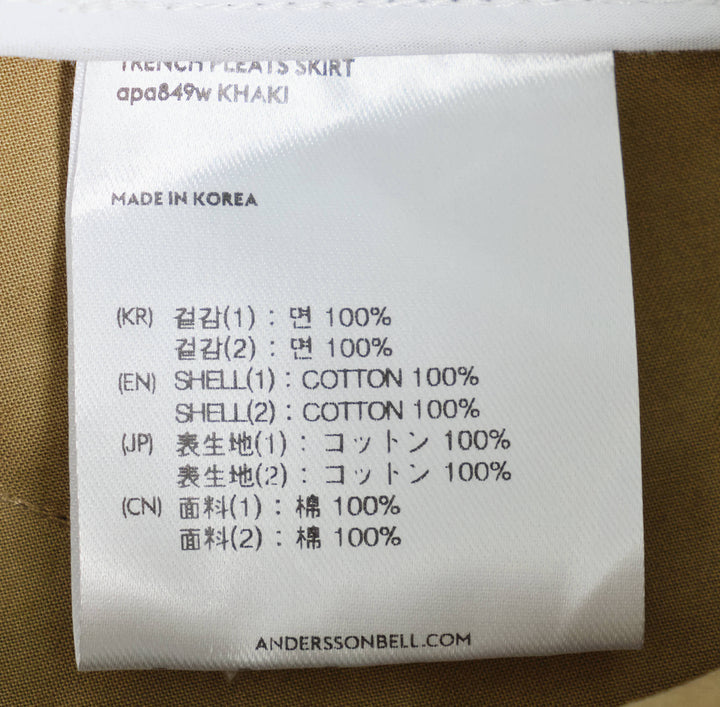 TRENCH PLEATS SKIRT
apa849w KHAKI
MADE IN KOREA
(KR) 겉감(1) : 면 100%
겉감(2) : 면 100%
(EN) SHELL(1) : COTTON 100%
SHELL(2) : COTTON 100%
(JP) 表生地(1) : コットン 100%
表生地(2) : コットン 100%
(CN) 面料(1) : 棉 100%
面料(2) : 棉 100%
ANDERSSONBELL.COM